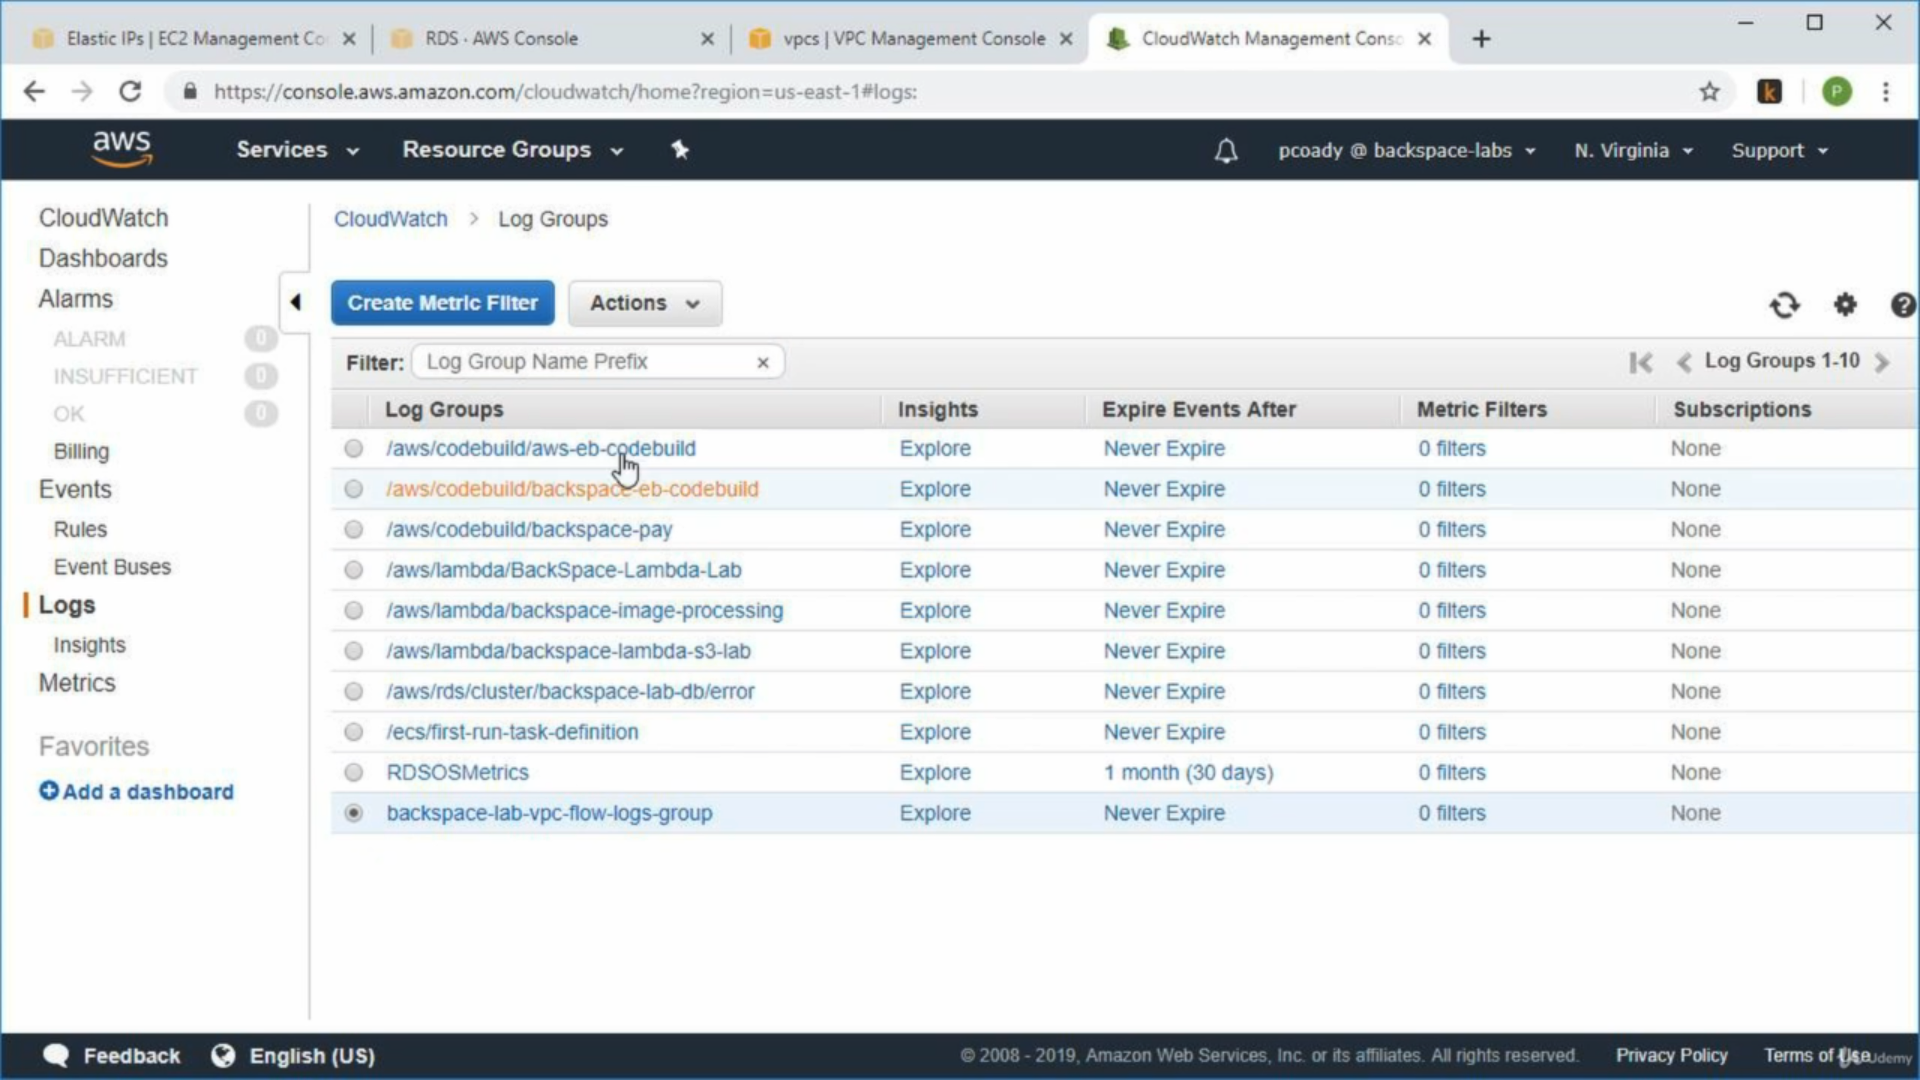 Elastic IPs | EC2 Management Co
RDS · AWS Console
vpcs | VPC Management Console
CloudWatch Management Conso
https://console.aws.amazon.com/cloudwatch/home?region=us-east-1#logs:
k
P
aws
Services
Resource Groups
pcoady @ backspace-labs
N. Virginia
Support
CloudWatch
Dashboards
Alarms
ALARM 0
INSUFFICIENT 0
OK 0
Billing
Events
Rules
Event Buses
Logs
Insights
Metrics
Favorites
Add a dashboard
CloudWatch > Log Groups
Create Metric Filter
Actions
Filter: Log Group Name Prefix
Log Groups 1-10
Log Groups Insights Expire Events After Metric Filters Subscriptions
/aws/codebuild/aws-eb-codebuild Explore Never Expire 0 filters None
/aws/codebuild/backspace-eb-codebuild Explore Never Expire 0 filters None
/aws/codebuild/backspace-pay Explore Never Expire 0 filters None
/aws/lambda/BackSpace-Lambda-Lab Explore Never Expire 0 filters None
/aws/lambda/backspace-image-processing Explore Never Expire 0 filters None
/aws/lambda/backspace-lambda-s3-lab Explore Never Expire 0 filters None
/aws/rds/cluster/backspace-lab-db/error Explore Never Expire 0 filters None
/ecs/first-run-task-definition Explore Never Expire 0 filters None
RDSOSMetrics Explore 1 month (30 days) 0 filters None
backspace-lab-vpc-flow-logs-group Explore Never Expire 0 filters None
Feedback
English (US)
© 2008 - 2019, Amazon Web Services, Inc. or its affiliates. All rights reserved.
Privacy Policy
Terms of Use
Udemy